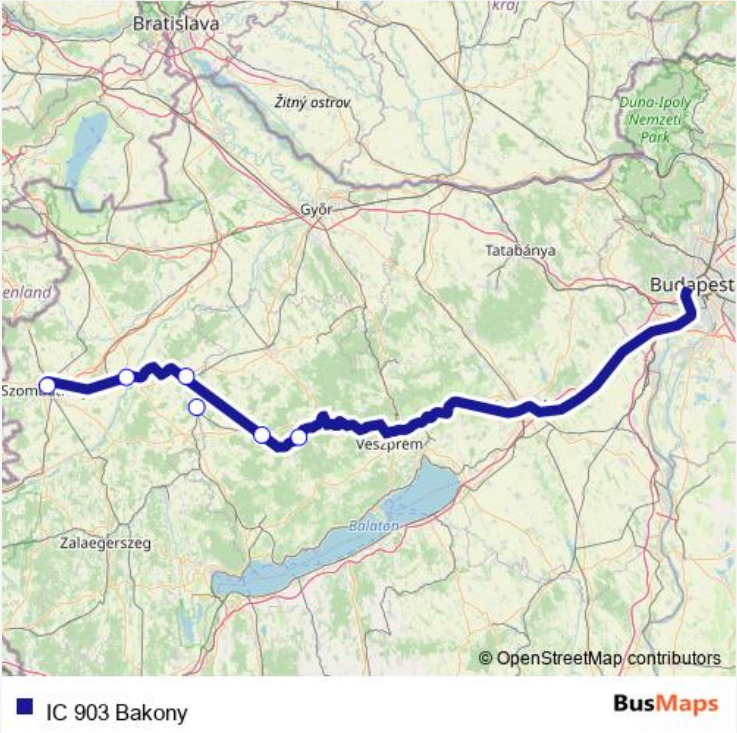 kraj
Bratislava
Žitný ostrov
Duna-Ipoly
Nemzeti
Park
Győr
Tatabánya
Budapest
enland
Veszprém
Balaton
Zalaegerszeg
© OpenStreetMap contributors
IC 903 Bakony
BusMaps